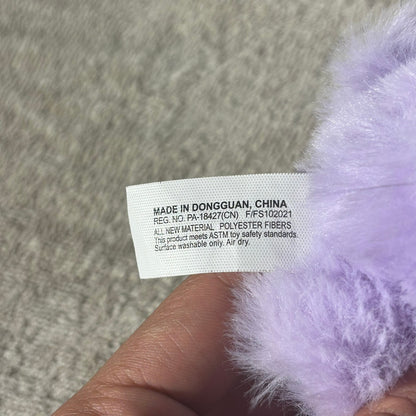 MADE IN DONGGUAN, CHINA
REG. NO. PA-18427(CN) F/FS102021
ALL NEW MATERIAL POLYESTER FIBERS
This product meets ASTM toy safety standards.
Surface washable only. Air dry.